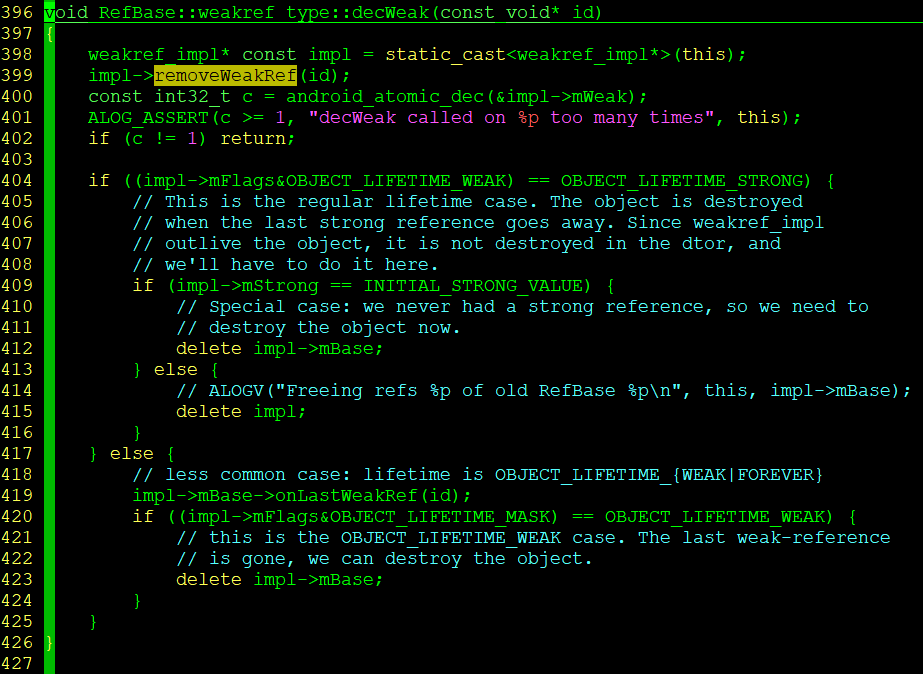 396 void RefBase::weakref_type::decWeak(const void* id)
397 {
398     weakref_impl* const impl = static_cast<weakref_impl*>(this);
399     impl->removeWeakRef(id);
400     const int32_t c = android_atomic_dec(&impl->mWeak);
401     ALOG_ASSERT(c >= 1, "decWeak called on %p too many times", this);
402     if (c != 1) return;
403
404     if ((impl->mFlags&OBJECT_LIFETIME_WEAK) == OBJECT_LIFETIME_STRONG) {
405         // This is the regular lifetime case. The object is destroyed
406         // when the last strong reference goes away. Since weakref_impl
407         // outlive the object, it is not destroyed in the dtor, and
408         // we'll have to do it here.
409         if (impl->mStrong == INITIAL_STRONG_VALUE) {
410             // Special case: we never had a strong reference, so we need to
411             // destroy the object now.
412             delete impl->mBase;
413         } else {
414             // ALOGV("Freeing refs %p of old RefBase %p\n", this, impl->mBase);
415             delete impl;
416         }
417     } else {
418         // less common case: lifetime is OBJECT_LIFETIME_{WEAK|FOREVER}
419         impl->mBase->onLastWeakRef(id);
420         if ((impl->mFlags&OBJECT_LIFETIME_MASK) == OBJECT_LIFETIME_WEAK) {
421             // this is the OBJECT_LIFETIME_WEAK case. The last weak-reference
422             // is gone, we can destroy the object.
423             delete impl->mBase;
424         }
425     }
426 }
427